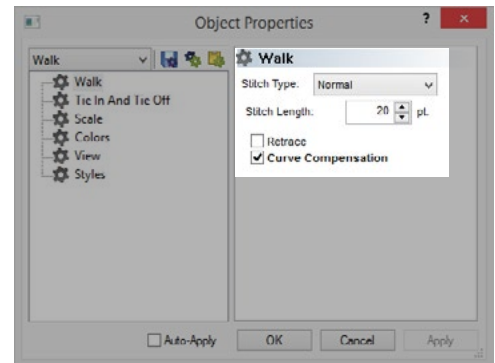 Object Properties
?
Walk
Walk
Tie In And Tie Off
Scale
Colors
View
Styles
Walk
Stitch Type: Normal
Stitch Length: 20 pt.
Retrace
Curve Compensation
Auto-Apply
OK
Cancel
Apply